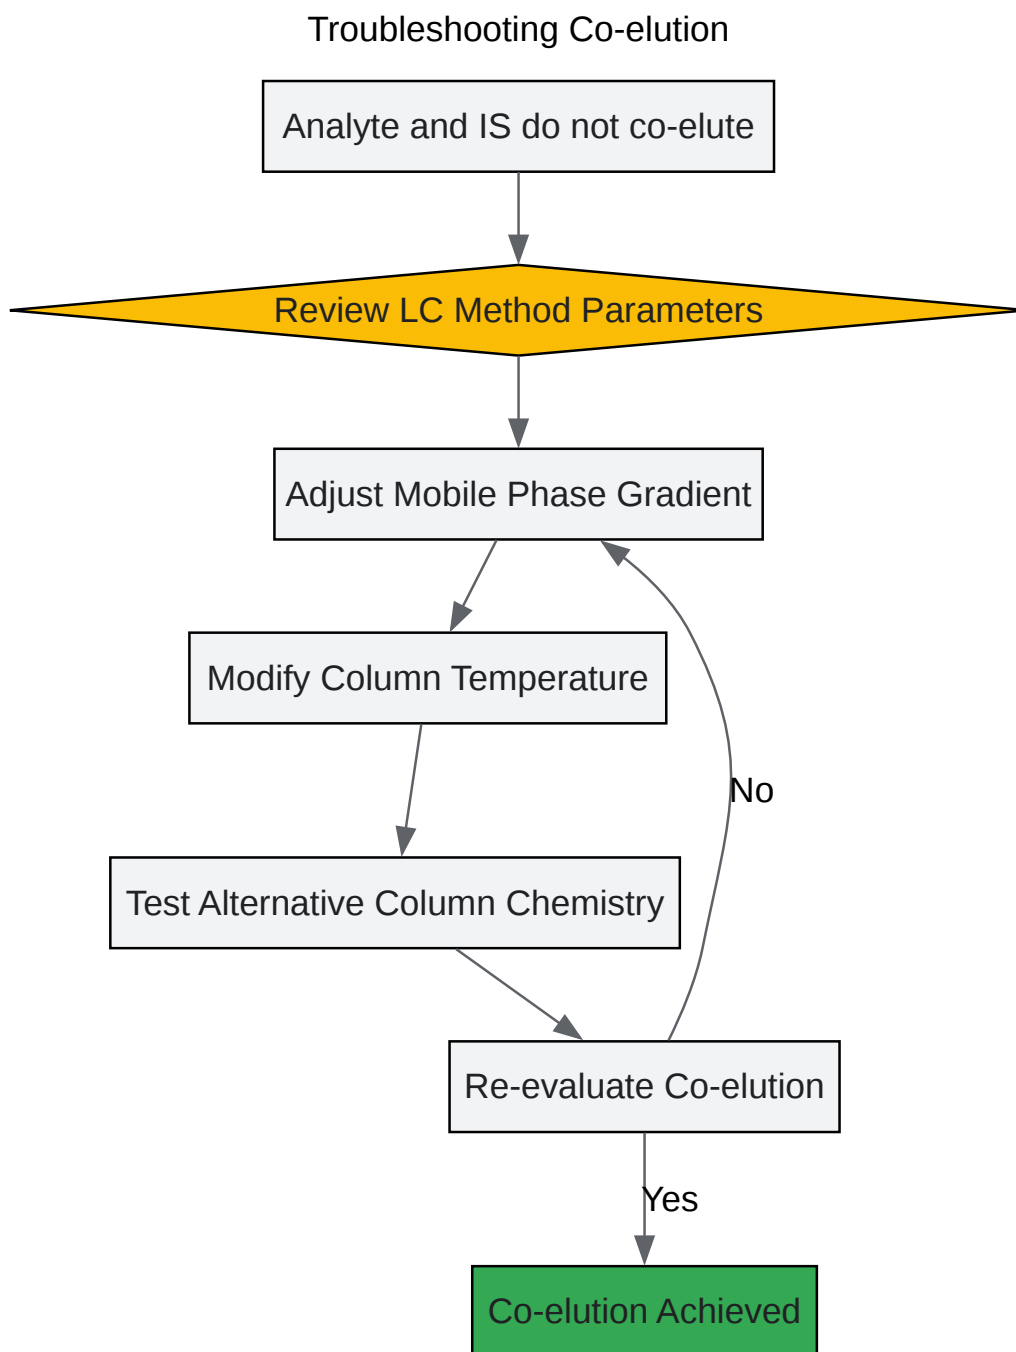 Troubleshooting Co-elution
Analyte and IS do not co-elute
Review LC Method Parameters
Adjust Mobile Phase Gradient
Modify Column Temperature
No
Test Alternative Column Chemistry
Re-evaluate Co-elution
Yes
Co-elution Achieved